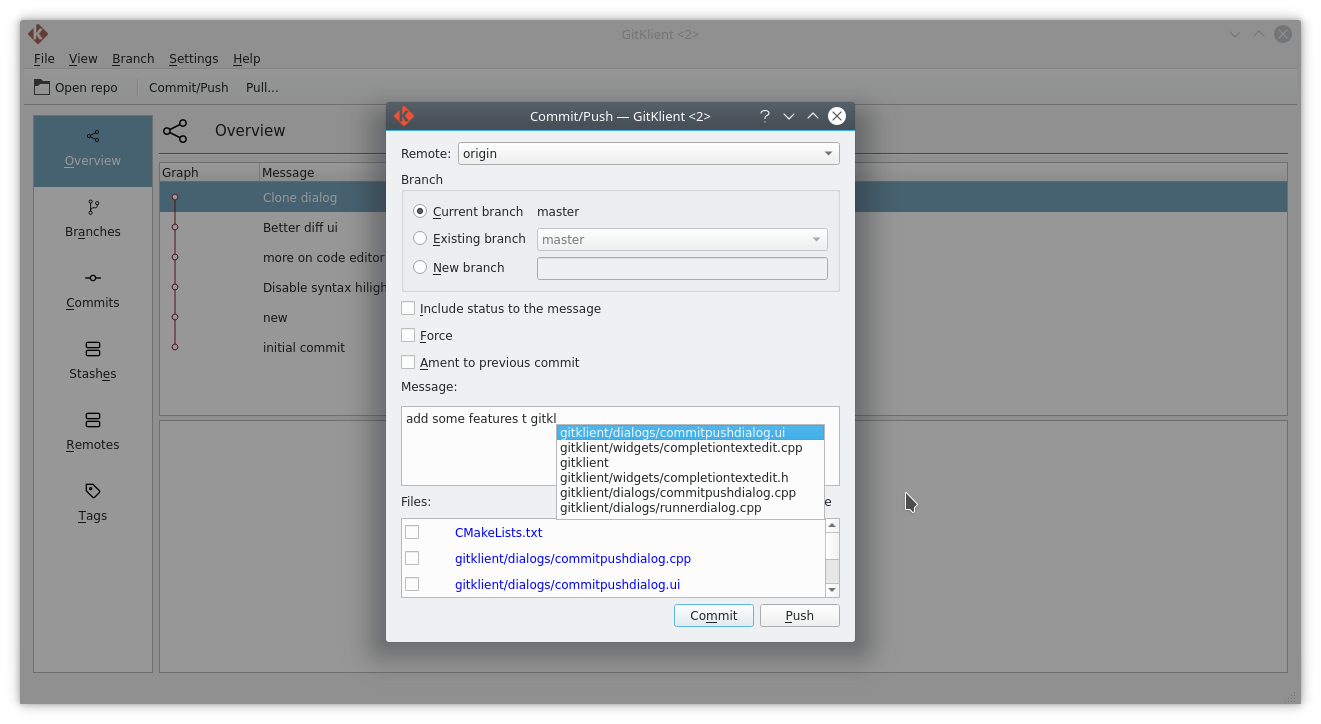 GitKlient <2>
File View Branch Settings Help
Open repo Commit/Push Pull...
Overview
Branches
Commits
Stashes
Remotes
Tags
Overview
Graph Message
Clone dialog
Better diff ui
more on code editor
Disable syntax hiligh
new
initial commit
Commit/Push — GitKlient <2>
Remote: origin
Branch
Current branch master
Existing branch master
New branch
Include status to the message
Force
Ament to previous commit
Message:
add some features t gitkl
gitklient/dialogs/commitpushdialog.ui
gitklient/widgets/completiontextedit.cpp
gitklient
gitklient/widgets/completiontextedit.h
gitklient/dialogs/commitpushdialog.cpp
gitklient/dialogs/runnerdialog.cpp
Files: e
CMakeLists.txt
gitklient/dialogs/commitpushdialog.cpp
gitklient/dialogs/commitpushdialog.ui
Commit Push